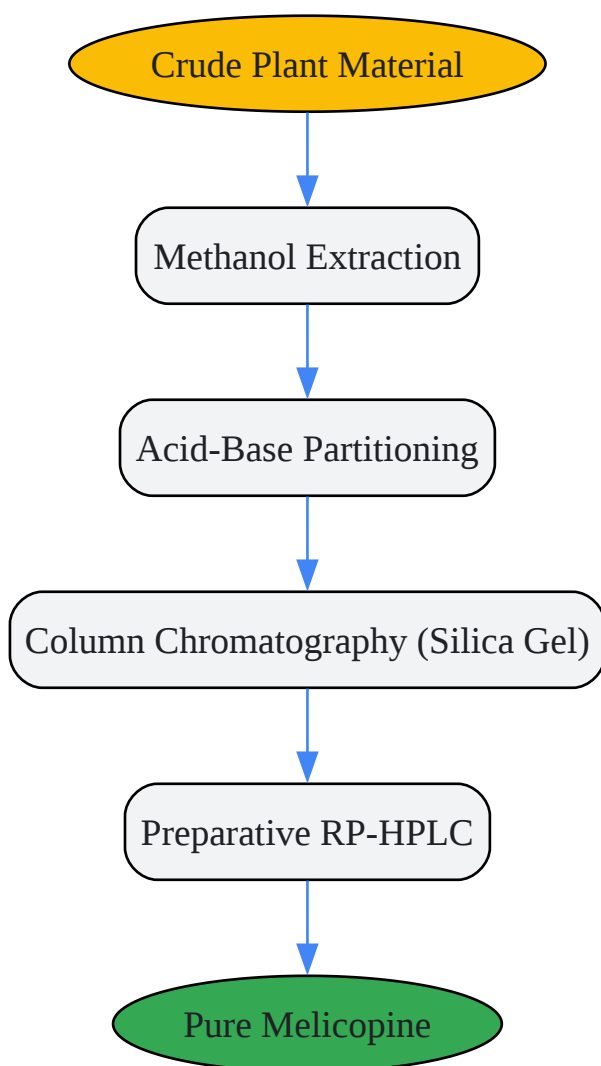 Crude Plant Material
Methanol Extraction
Acid-Base Partitioning
Column Chromatography (Silica Gel)
Preparative RP-HPLC
Pure Melicopine